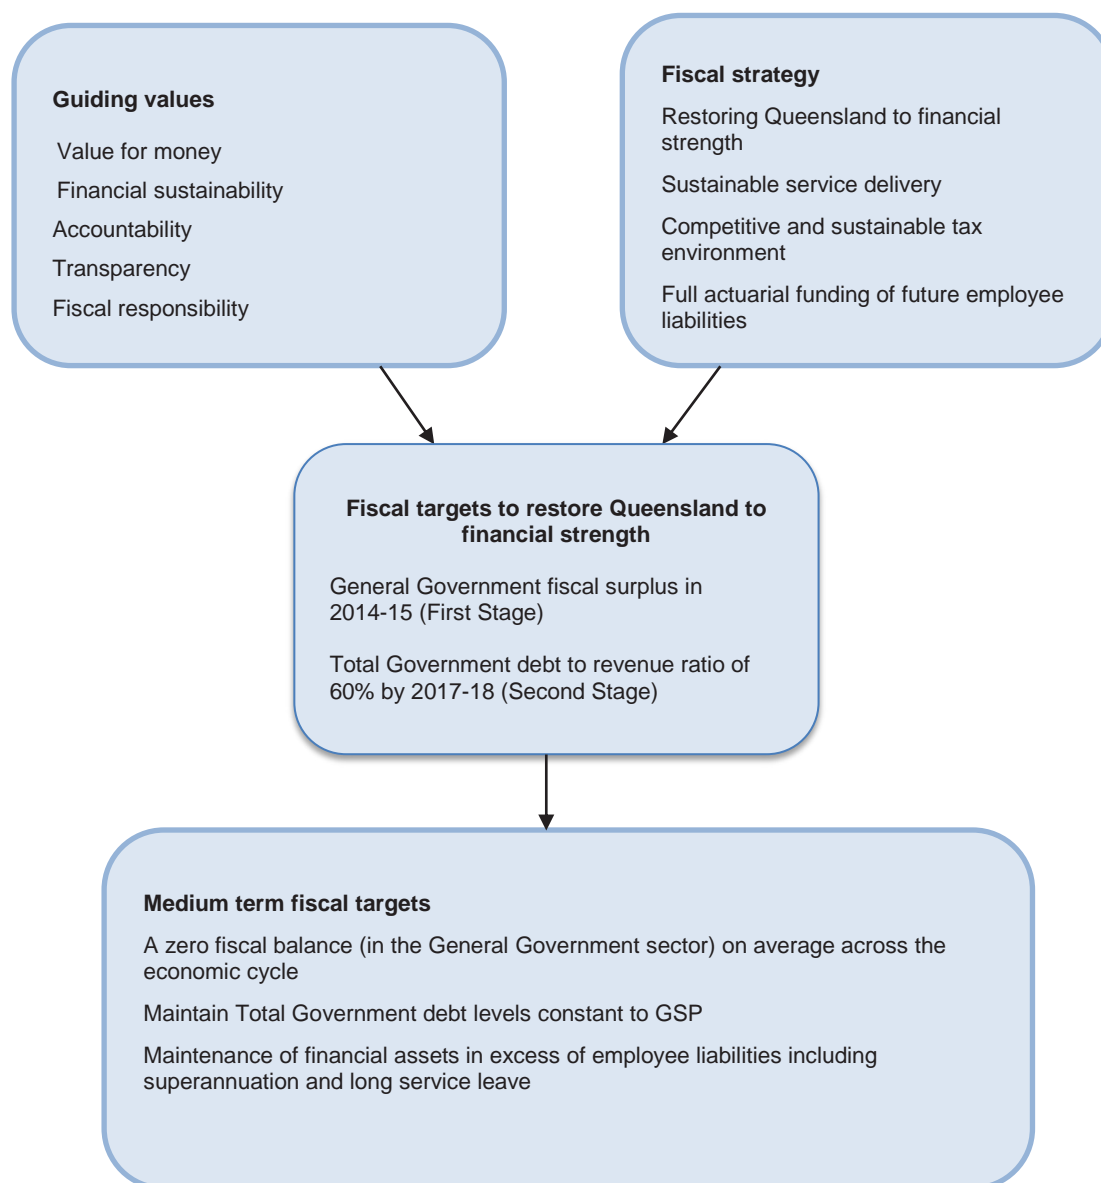 Guiding values
Value for money
Financial sustainability
Accountability
Transparency
Fiscal responsibility
Fiscal strategy
Restoring Queensland to financial
strength
Sustainable service delivery
Competitive and sustainable tax
environment
Full actuarial funding of future employee
liabilities
Fiscal targets to restore Queensland to
financial strength
General Government fiscal surplus in
2014-15 (First Stage)
Total Government debt to revenue ratio of
60% by 2017-18 (Second Stage)
Medium term fiscal targets
A zero fiscal balance (in the General Government sector) on average across the
economic cycle
Maintain Total Government debt levels constant to GSP
Maintenance of financial assets in excess of employee liabilities including
superannuation and long service leave